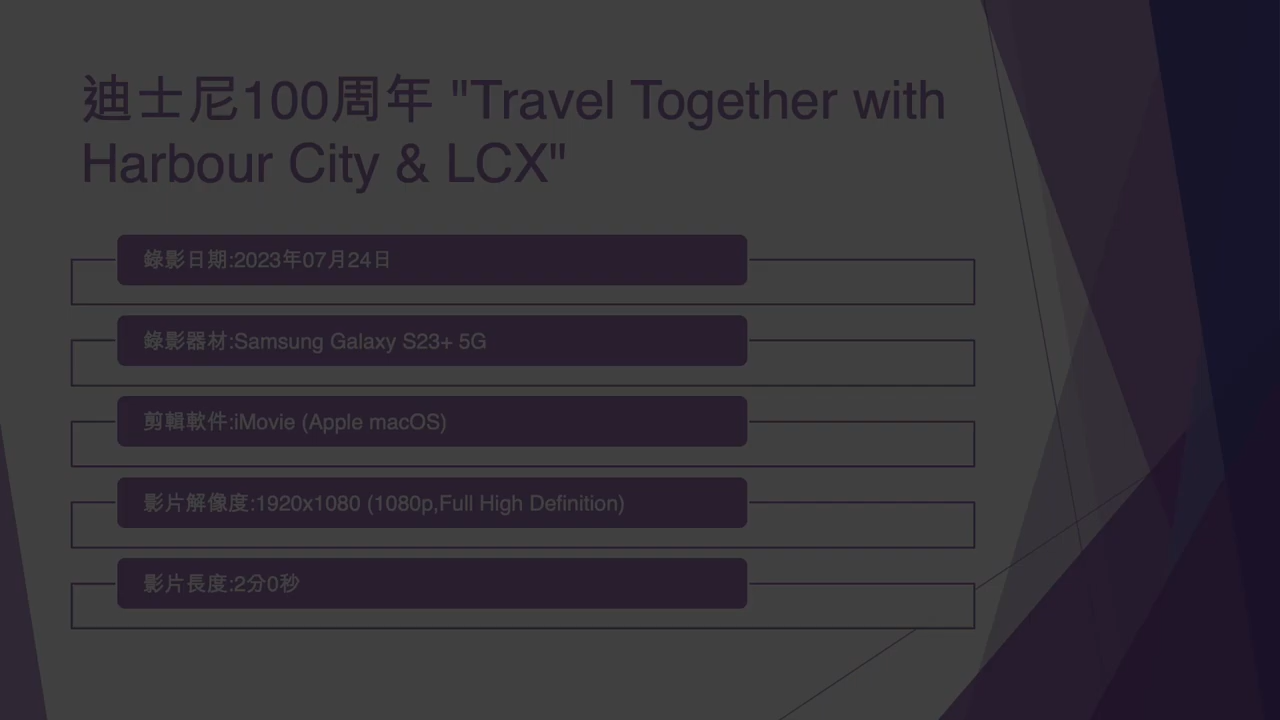 迪士尼100周年 "Travel Together with
Harbour City & LCX"
錄影日期:2023年07月24日
錄影器材:Samsung Galaxy S23+ 5G
剪輯軟件:iMovie (Apple macOS)
影片解像度:1920x1080 (1080p,Full High Definition)
影片長度:2分0秒